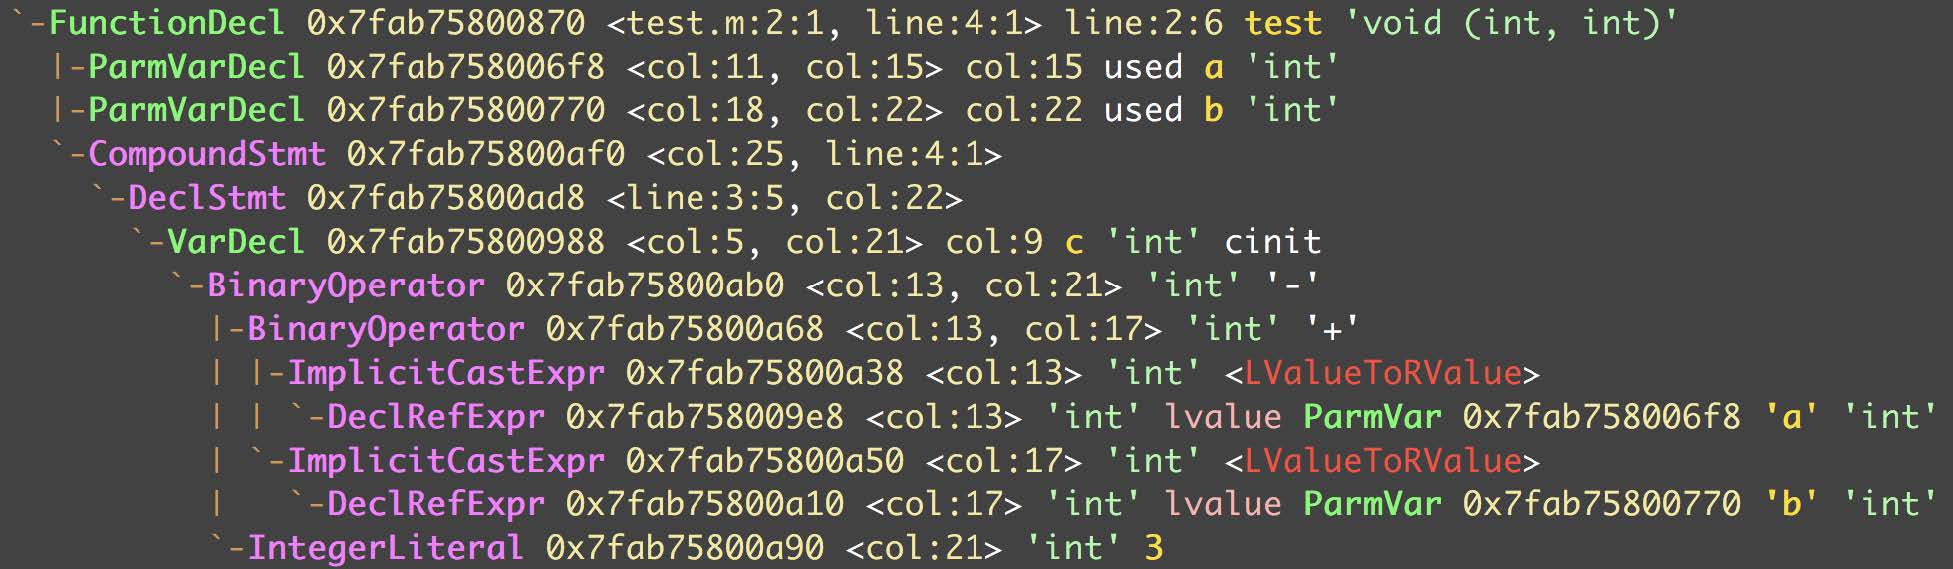 `-FunctionDecl 0x7fab75800870 <test.m:2:1, line:4:1> line:2:6 test 'void (int, int)'
  |-ParmVarDecl 0x7fab758006f8 <col:11, col:15> col:15 used a 'int'
  |-ParmVarDecl 0x7fab75800770 <col:18, col:22> col:22 used b 'int'
  `-CompoundStmt 0x7fab75800af0 <col:25, line:4:1>
    `-DeclStmt 0x7fab75800ad8 <line:3:5, col:22>
      `-VarDecl 0x7fab75800988 <col:5, col:21> col:9 c 'int' cinit
        `-BinaryOperator 0x7fab75800ab0 <col:13, col:21> 'int' '-'
          |-BinaryOperator 0x7fab75800a68 <col:13, col:17> 'int' '+'
          | |-ImplicitCastExpr 0x7fab75800a38 <col:13> 'int' <LValueToRValue>
          | | `-DeclRefExpr 0x7fab758009e8 <col:13> 'int' lvalue ParmVar 0x7fab758006f8 'a' 'int'
          | `-ImplicitCastExpr 0x7fab75800a50 <col:17> 'int' <LValueToRValue>
          |   `-DeclRefExpr 0x7fab75800a10 <col:17> 'int' lvalue ParmVar 0x7fab75800770 'b' 'int'
          `-IntegerLiteral 0x7fab75800a90 <col:21> 'int' 3